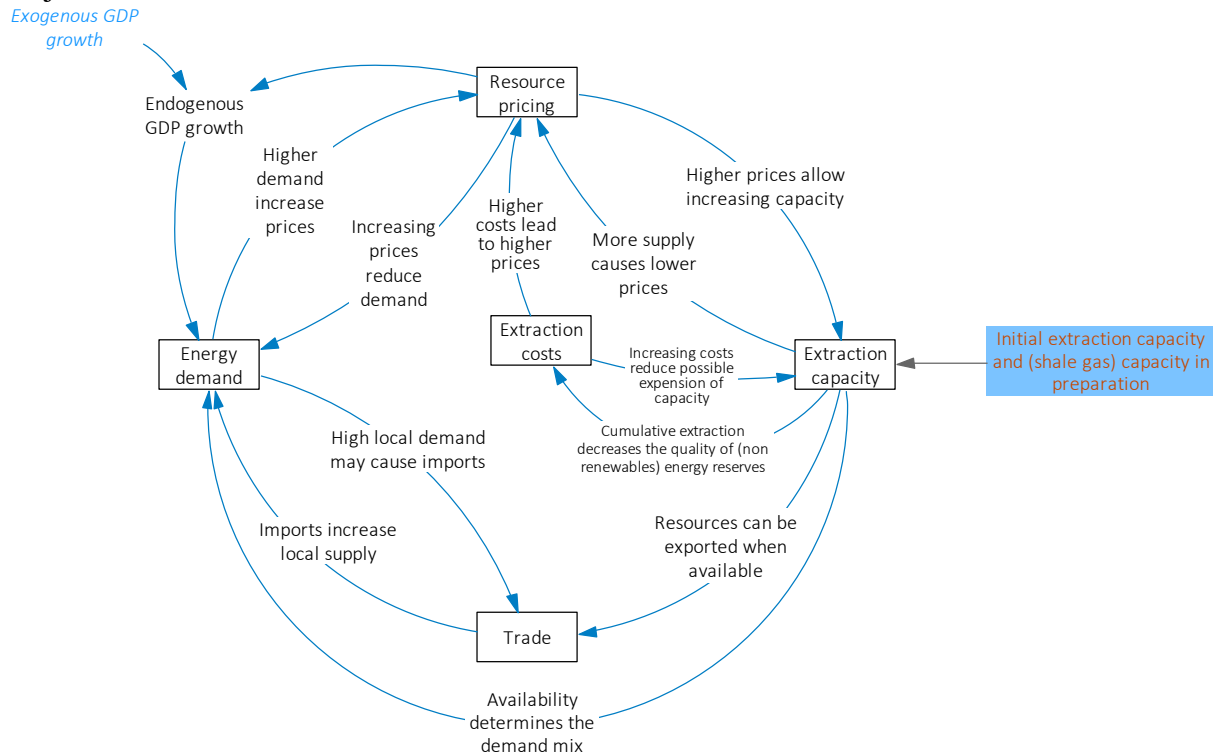 Exogenous GDP
growth
Endogenous
GDP growth
Resource
pricing
Higher
demand
increase
prices
Increasing
prices
reduce
demand
Higher
costs lead
to higher
prices
More supply
causes lower
prices
Higher prices allow
increasing capacity
Energy
demand
Extraction
costs
Increasing costs
reduce possible
expension of
capacity
Extraction
capacity
Initial extraction capacity
and (shale gas) capacity in
preparation
Cumulative extraction
decreases the quality of (non
renewables) energy reserves
High local demand
may cause imports
Imports increase
local supply
Resources can be
exported when
available
Trade
Availability
determines the
demand mix